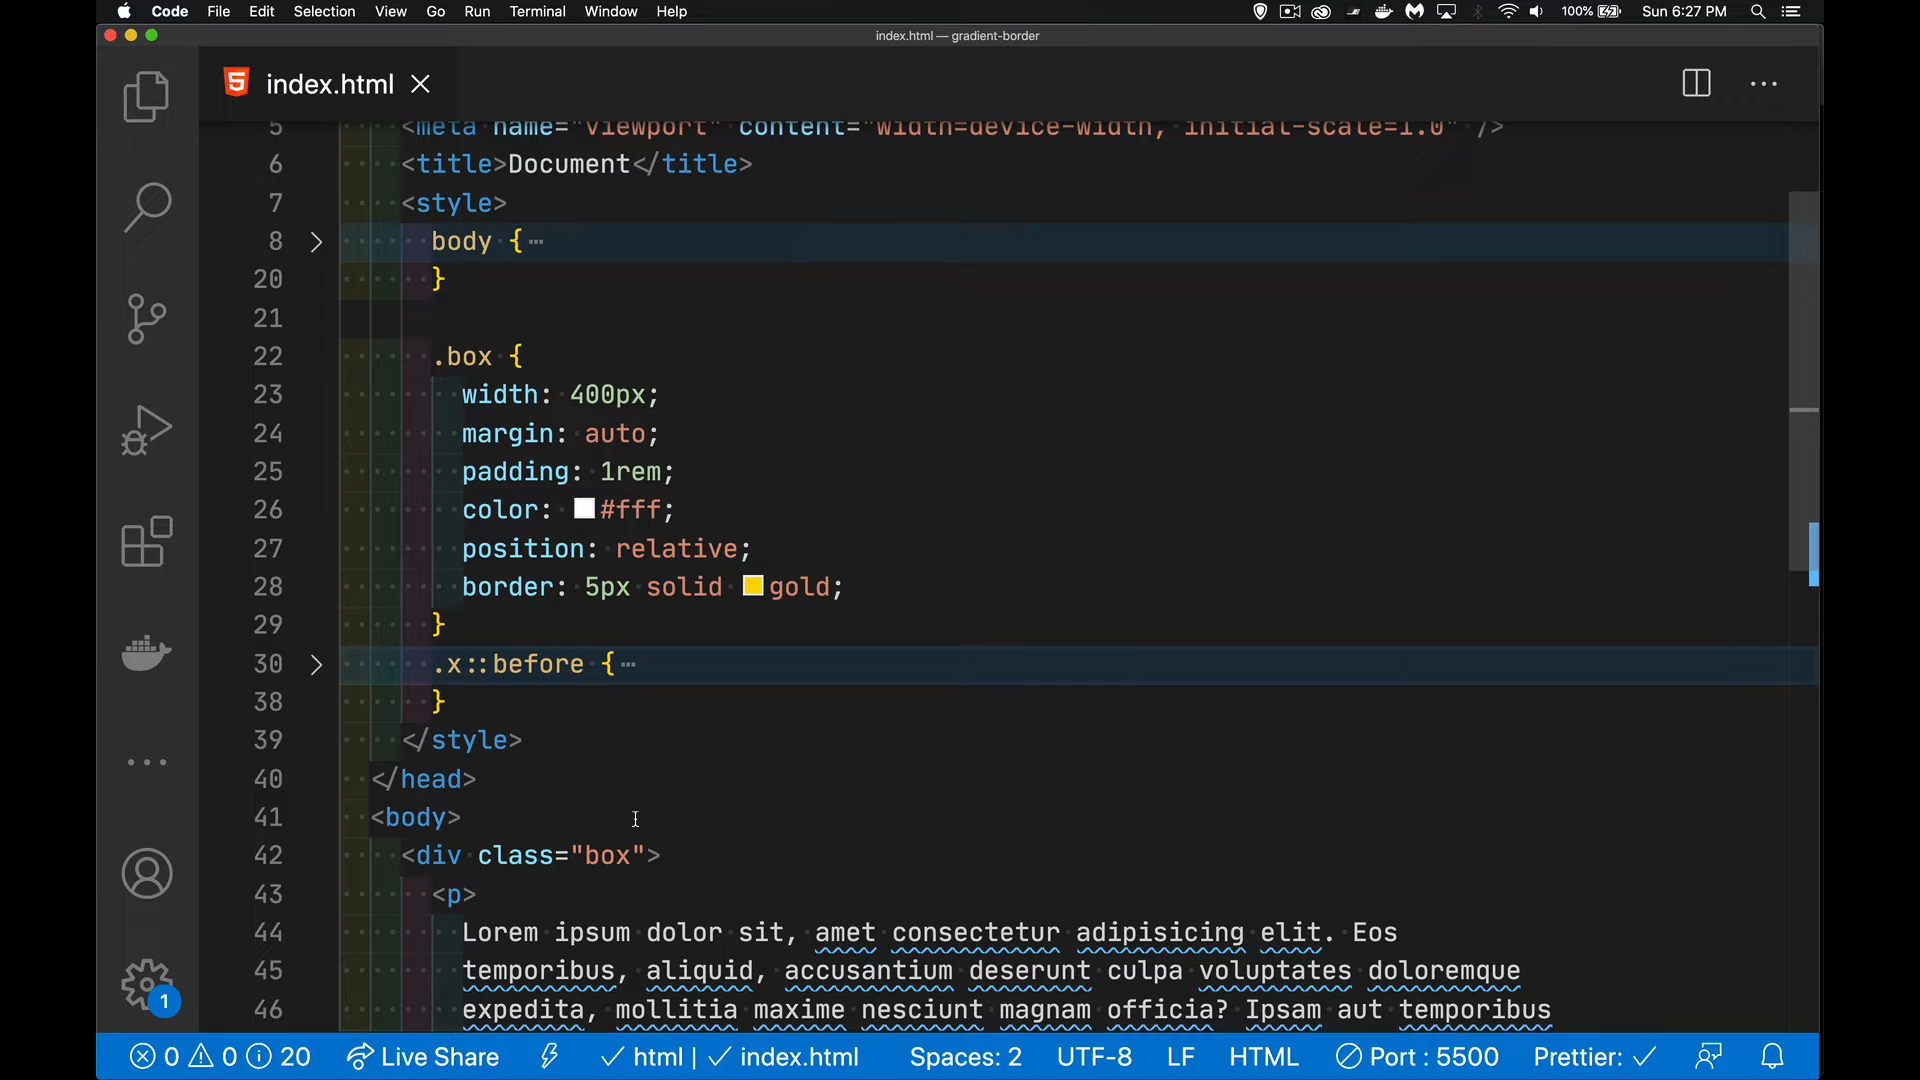 Code File Edit Selection View Go Run Terminal Window Help 100% Sun 6:27 PM
index.html — gradient-border
index.html
5 <meta name="viewport" content="width=device-width, initial-scale=1.0" />
6 <title>Document</title>
7 <style>
8 body {
20 }
21
22 .box {
23 width: 400px;
24 margin: auto;
25 padding: 1rem;
26 color: #fff;
27 position: relative;
28 border: 5px solid gold;
29 }
30 .x::before {
38 }
39 </style>
40 </head>
41 <body>
42 <div class="box">
43 <p>
44 Lorem ipsum dolor sit, amet consectetur adipisicing elit. Eos
45 temporibus, aliquid, accusantium deserunt culpa voluptates doloremque
46 expedita, mollitia maxime nesciunt magnam officia? Ipsam aut temporibus
1
0 0 20 Live Share html | index.html Spaces: 2 UTF-8 LF HTML Port : 5500 Prettier: